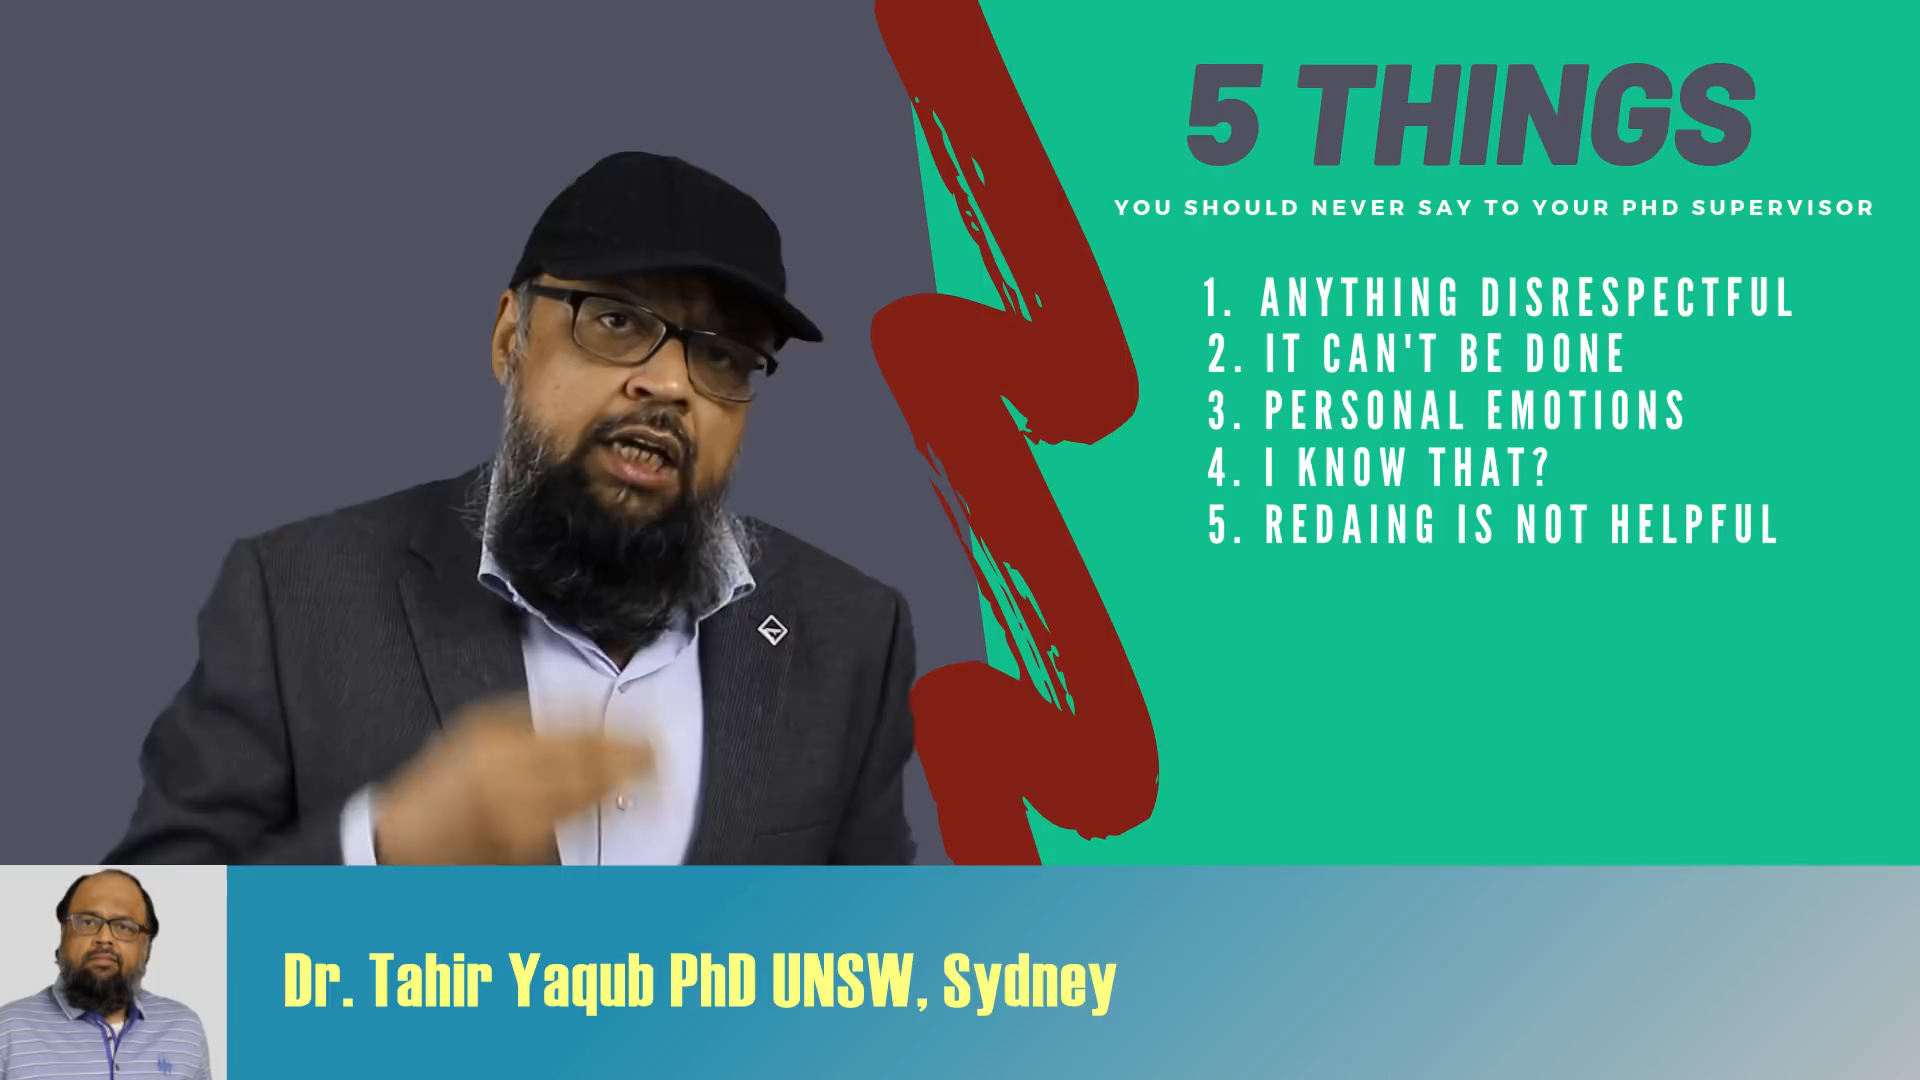 5 THINGS
YOU SHOULD NEVER SAY TO YOUR PHD SUPERVISOR
1. ANYTHING DISRESPECTFUL
2. IT CAN'T BE DONE
3. PERSONAL EMOTIONS
4. I KNOW THAT?
5. REDAING IS NOT HELPFUL
Dr. Tahir Yaqub PhD UNSW, Sydney